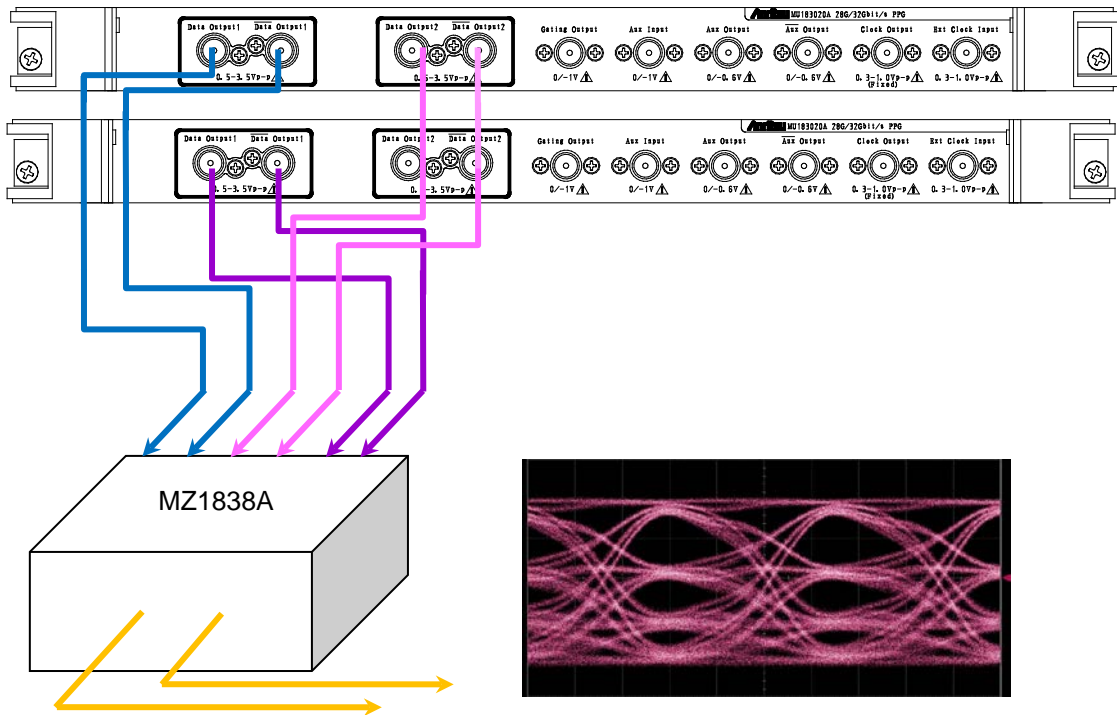 Anritsu MU183020A 28G/32Gbit/s PPG
Data Output1 Data Output1 Data Output2 Data Output2 Gating Output Aux Input Aux Output Aux Output Clock Output Ext Clock Input
0.5-3.5Vp-p 0.5-3.5Vp-p 0/-1V 0/-1V 0/-0.6V 0/-0.6V 0.3-1.0Vp-p 0.3-1.0Vp-p
(Fixed)
Anritsu MU183020A 28G/32Gbit/s PPG
Data Output1 Data Output1 Data Output2 Data Output2 Gating Output Aux Input Aux Output Aux Output Clock Output Ext Clock Input
0.5-3.5Vp-p 0.5-3.5Vp-p 0/-1V 0/-1V 0/-0.6V 0/-0.6V 0.3-1.0Vp-p 0.3-1.0Vp-p
(Fixed)
MZ1838A